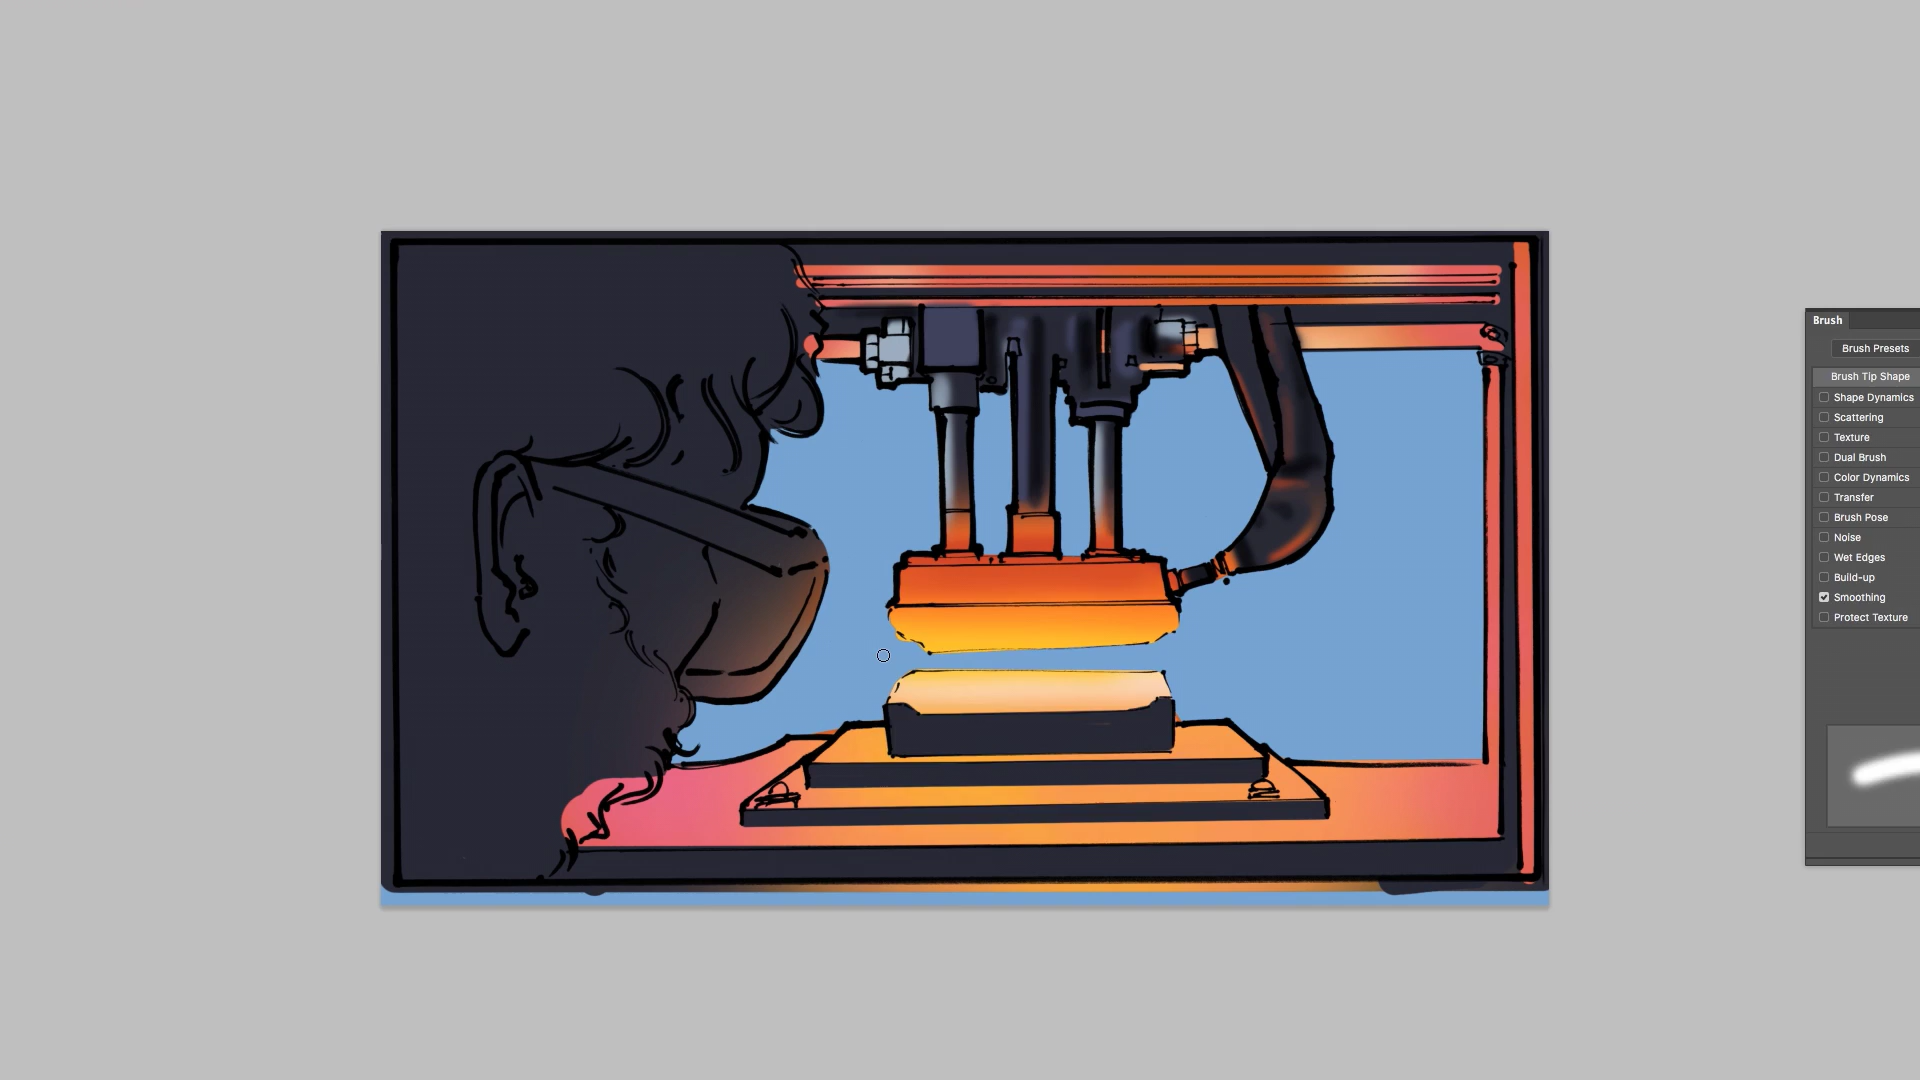 Brush
Brush Presets
Brush Tip Shape
Shape Dynamics
Scattering
Texture
Dual Brush
Color Dynamics
Transfer
Brush Pose
Noise
Wet Edges
Build-up
Smoothing
Protect Texture